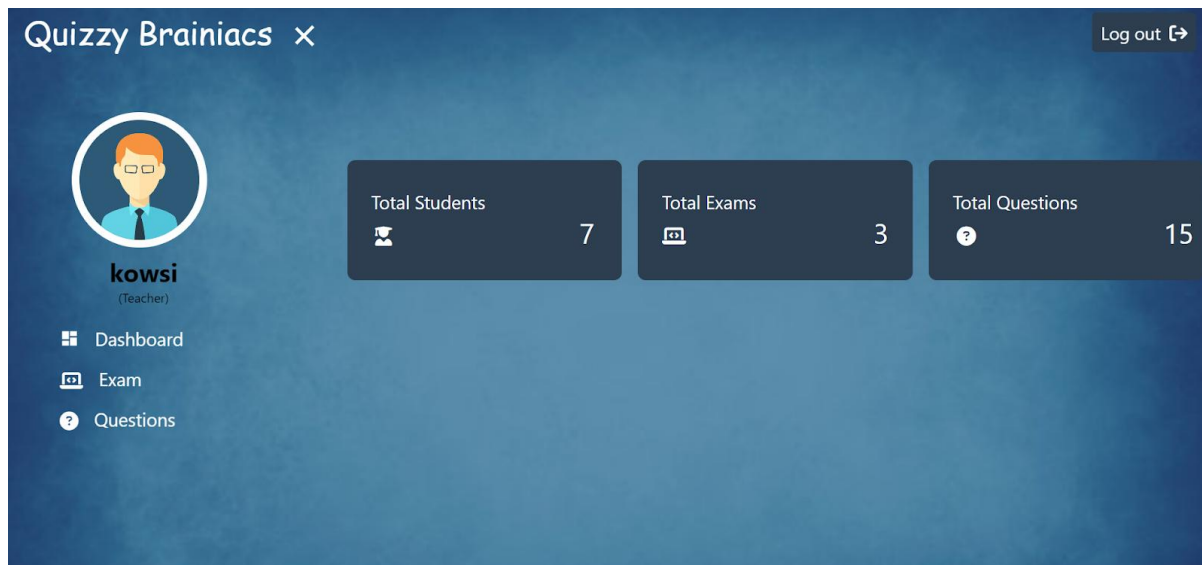 Quizzy Brainiacs
Log out
kowsi
(Teacher)
Dashboard
Exam
Questions
Total Students
7
Total Exams
3
Total Questions
15